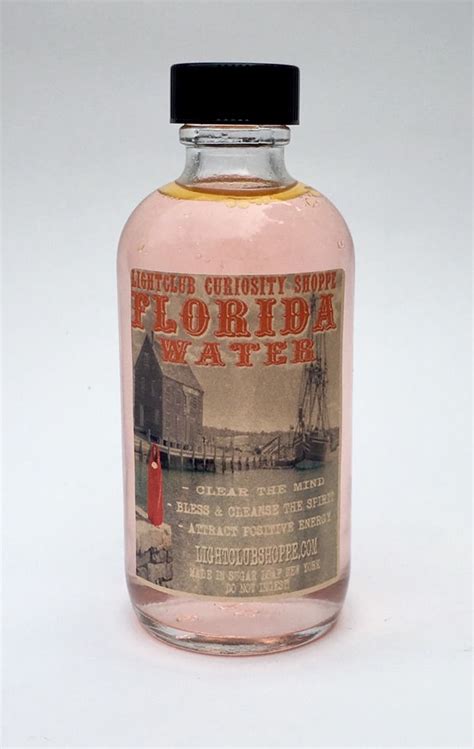 LIGHTCLUB CURIOSITY SHOPPE
FLORIDA
WATER
- CLEAR THE MIND
- BLESS & CLEANSE THE SPIRIT
- ATTRACT POSITIVE ENERGY
LIGHTCLUBSHOPPE.COM
MADE IN SUGAR LOAF NEW YORK
DO NOT INGEST